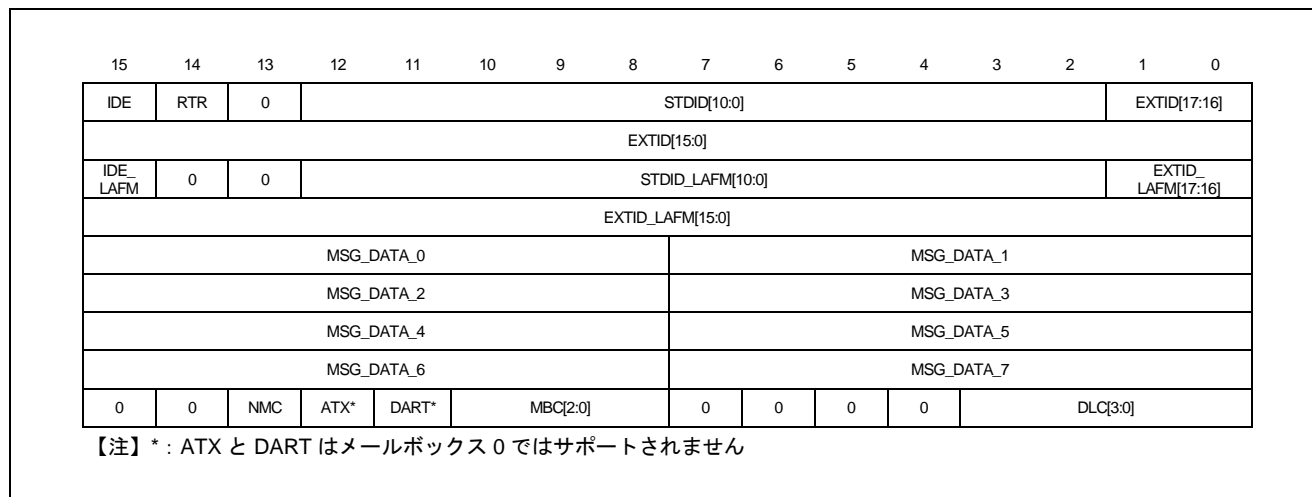 15 14 13 12 11 10 9 8 7 6 5 4 3 2 1 0
IDE RTR 0 STDID[10:0] EXTID[17:16]
EXTID[15:0]
IDE_
LAFM 0 0 STDID_LAFM[10:0] EXTID_
LAFM[17:16]
EXTID_LAFM[15:0]
MSG_DATA_0 MSG_DATA_1
MSG_DATA_2 MSG_DATA_3
MSG_DATA_4 MSG_DATA_5
MSG_DATA_6 MSG_DATA_7
0 0 NMC ATX* DART* MBC[2:0] 0 0 0 0 DLC[3:0]
【注】*：ATX と DART はメールボックス 0 ではサポートされません